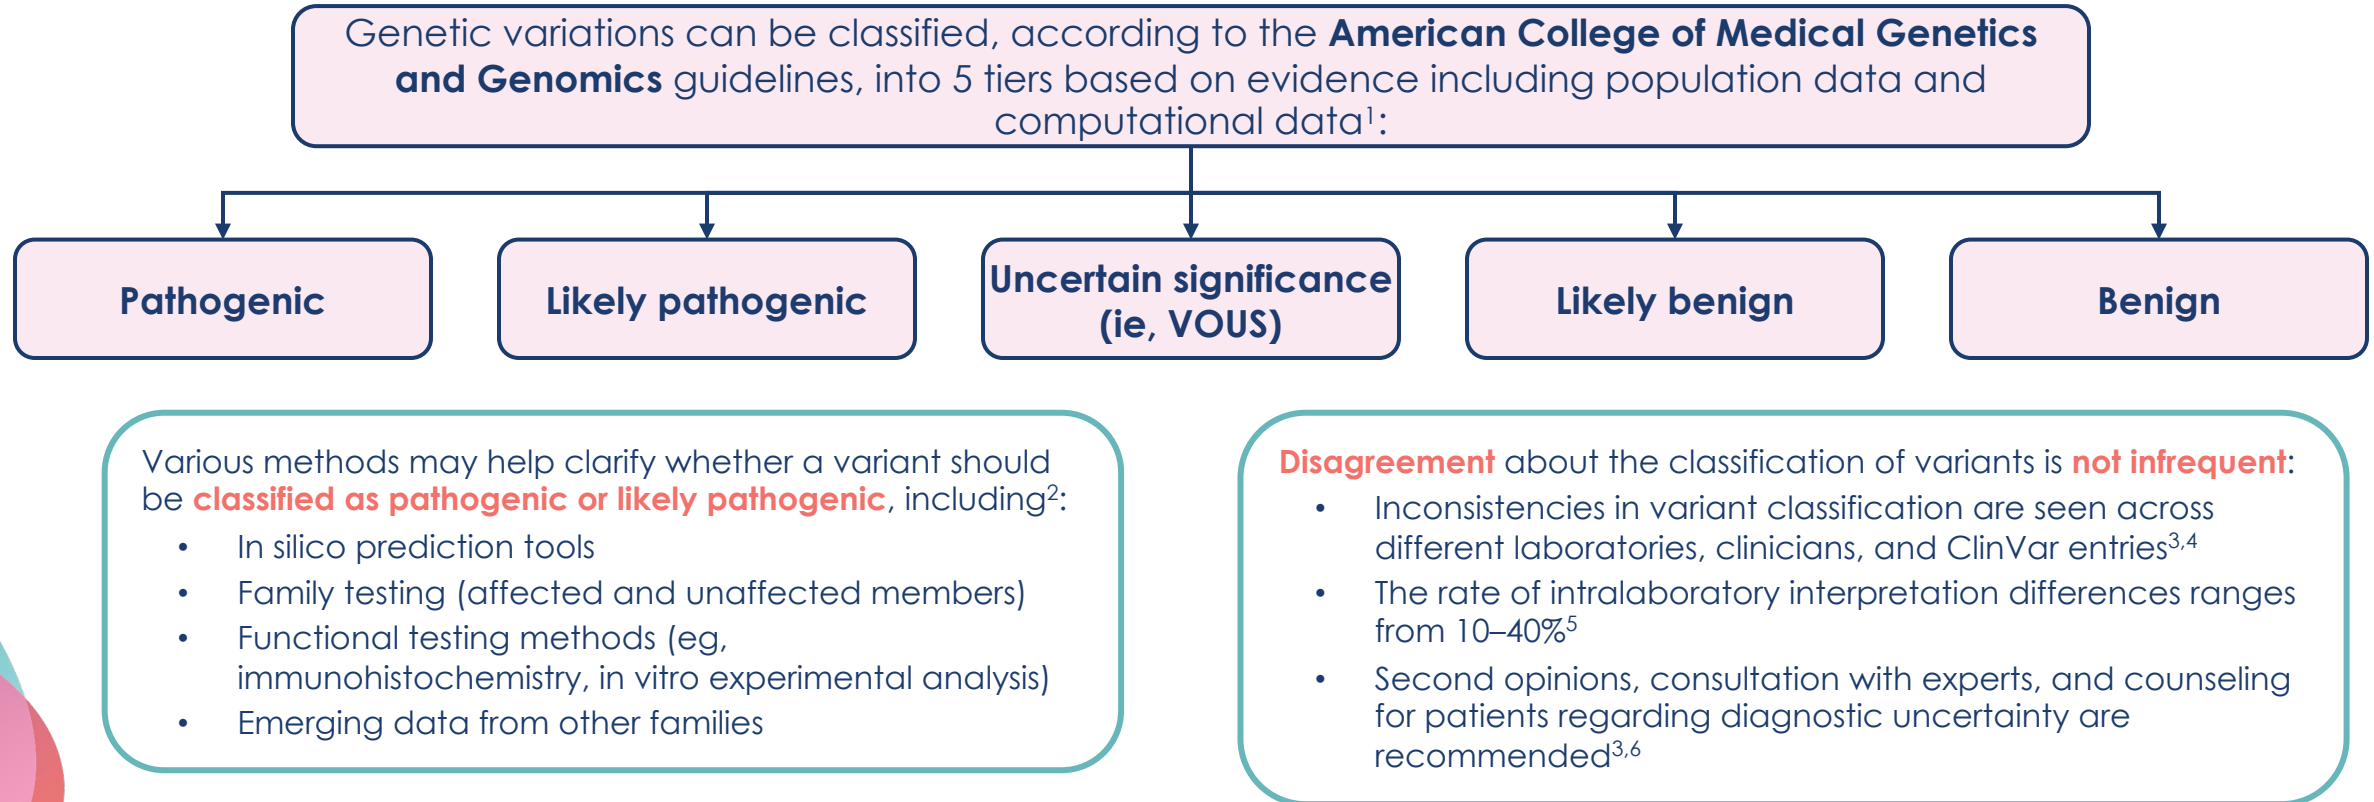 Genetic variations can be classified, according to the American College of Medical Genetics
and Genomics guidelines, into 5 tiers based on evidence including population data and
computational data¹:
Pathogenic
Likely pathogenic
Uncertain significance
(ie, VOUS)
Likely benign
Benign
Various methods may help clarify whether a variant should
be classified as pathogenic or likely pathogenic, including²:
• In silico prediction tools
• Family testing (affected and unaffected members)
• Functional testing methods (eg,
immunohistochemistry, in vitro experimental analysis)
• Emerging data from other families
Disagreement about the classification of variants is not infrequent:
• Inconsistencies in variant classification are seen across
different laboratories, clinicians, and ClinVar entries³,⁴
• The rate of intralaboratory interpretation differences ranges
from 10–40%⁵
• Second opinions, consultation with experts, and counseling
for patients regarding diagnostic uncertainty are
recommended³,⁶